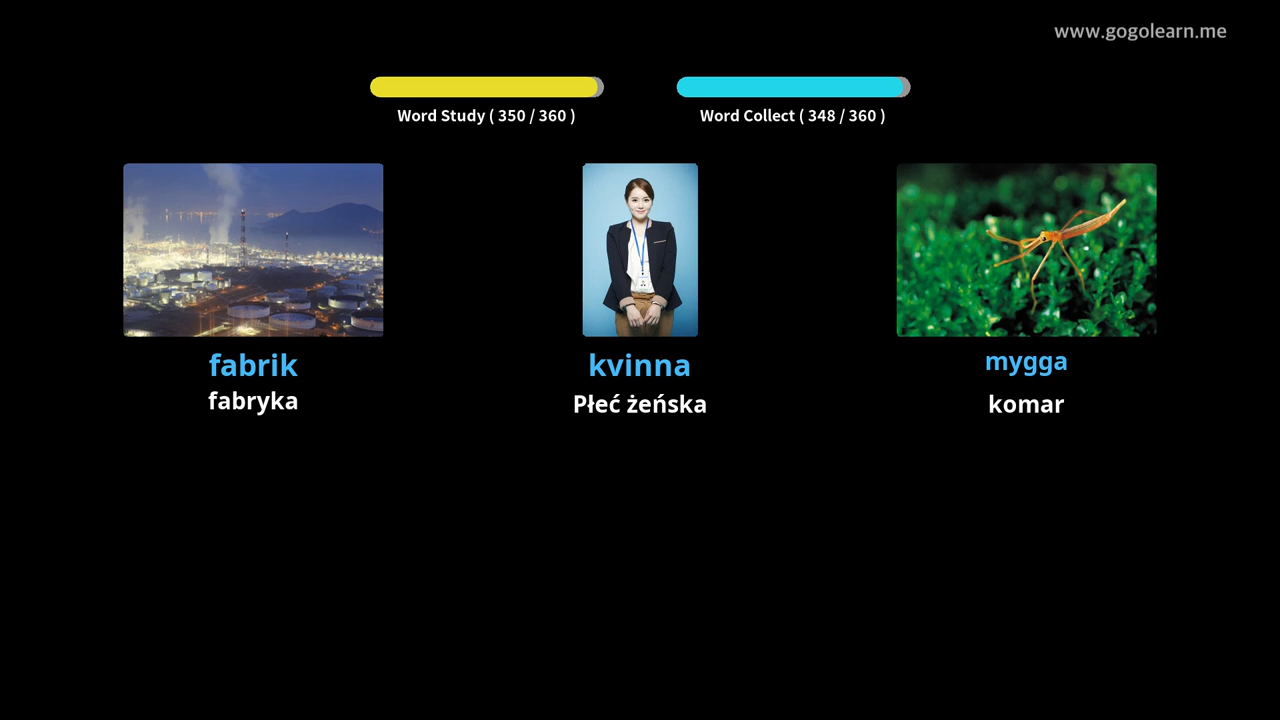 www.gogolearn.me
Word Study ( 350 / 360 )
Word Collect ( 348 / 360 )
fabrik
fabryka
kvinna
Płeć żeńska
mygga
komar